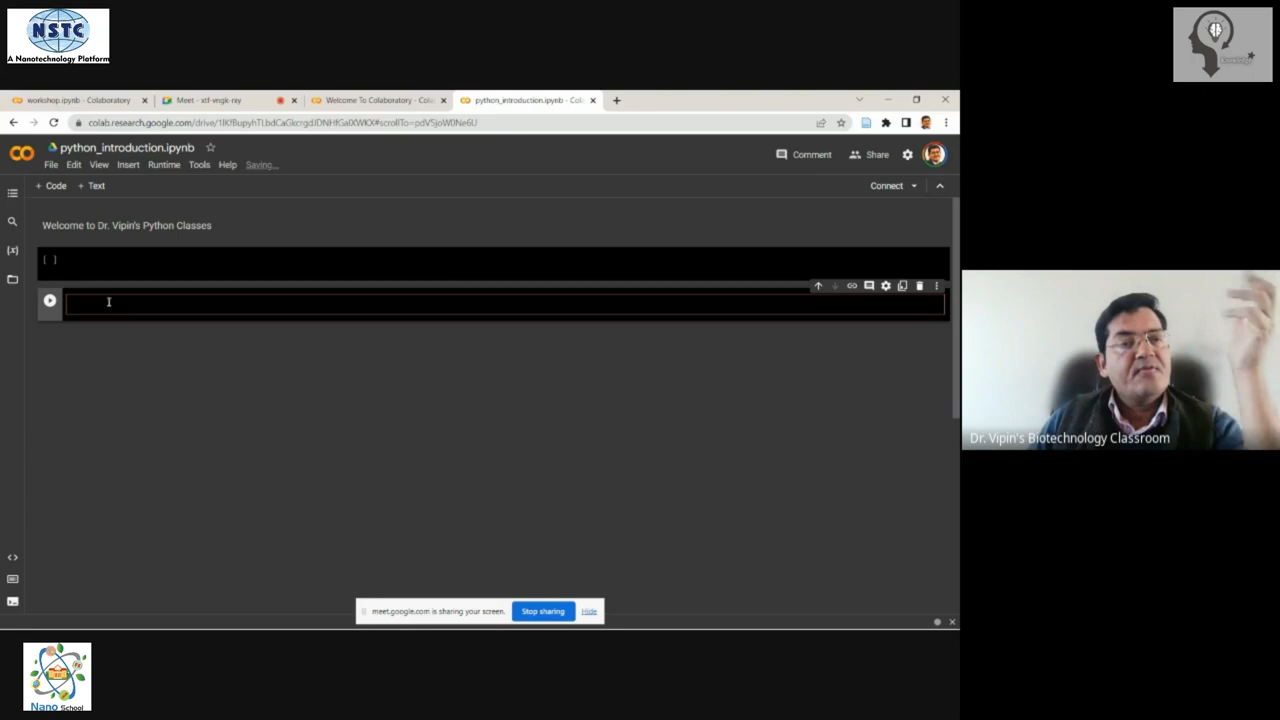 NSTC
A Nanotechnology Platform
Knowledge
workshop.ipynb - Colaboratory
Meet - xtf-vngk-rxy
Welcome To Colaboratory - Cola
python_introduction.ipynb - Cola
python_introduction.ipynb
File Edit View Insert Runtime Tools Help Saving...
Comment
Share
+ Code + Text
Connect
Welcome to Dr. Vipin's Python Classes
[ ]
Dr. Vipin's Biotechnology Classroom
meet.google.com is sharing your screen. Stop sharing Hide
Nano School